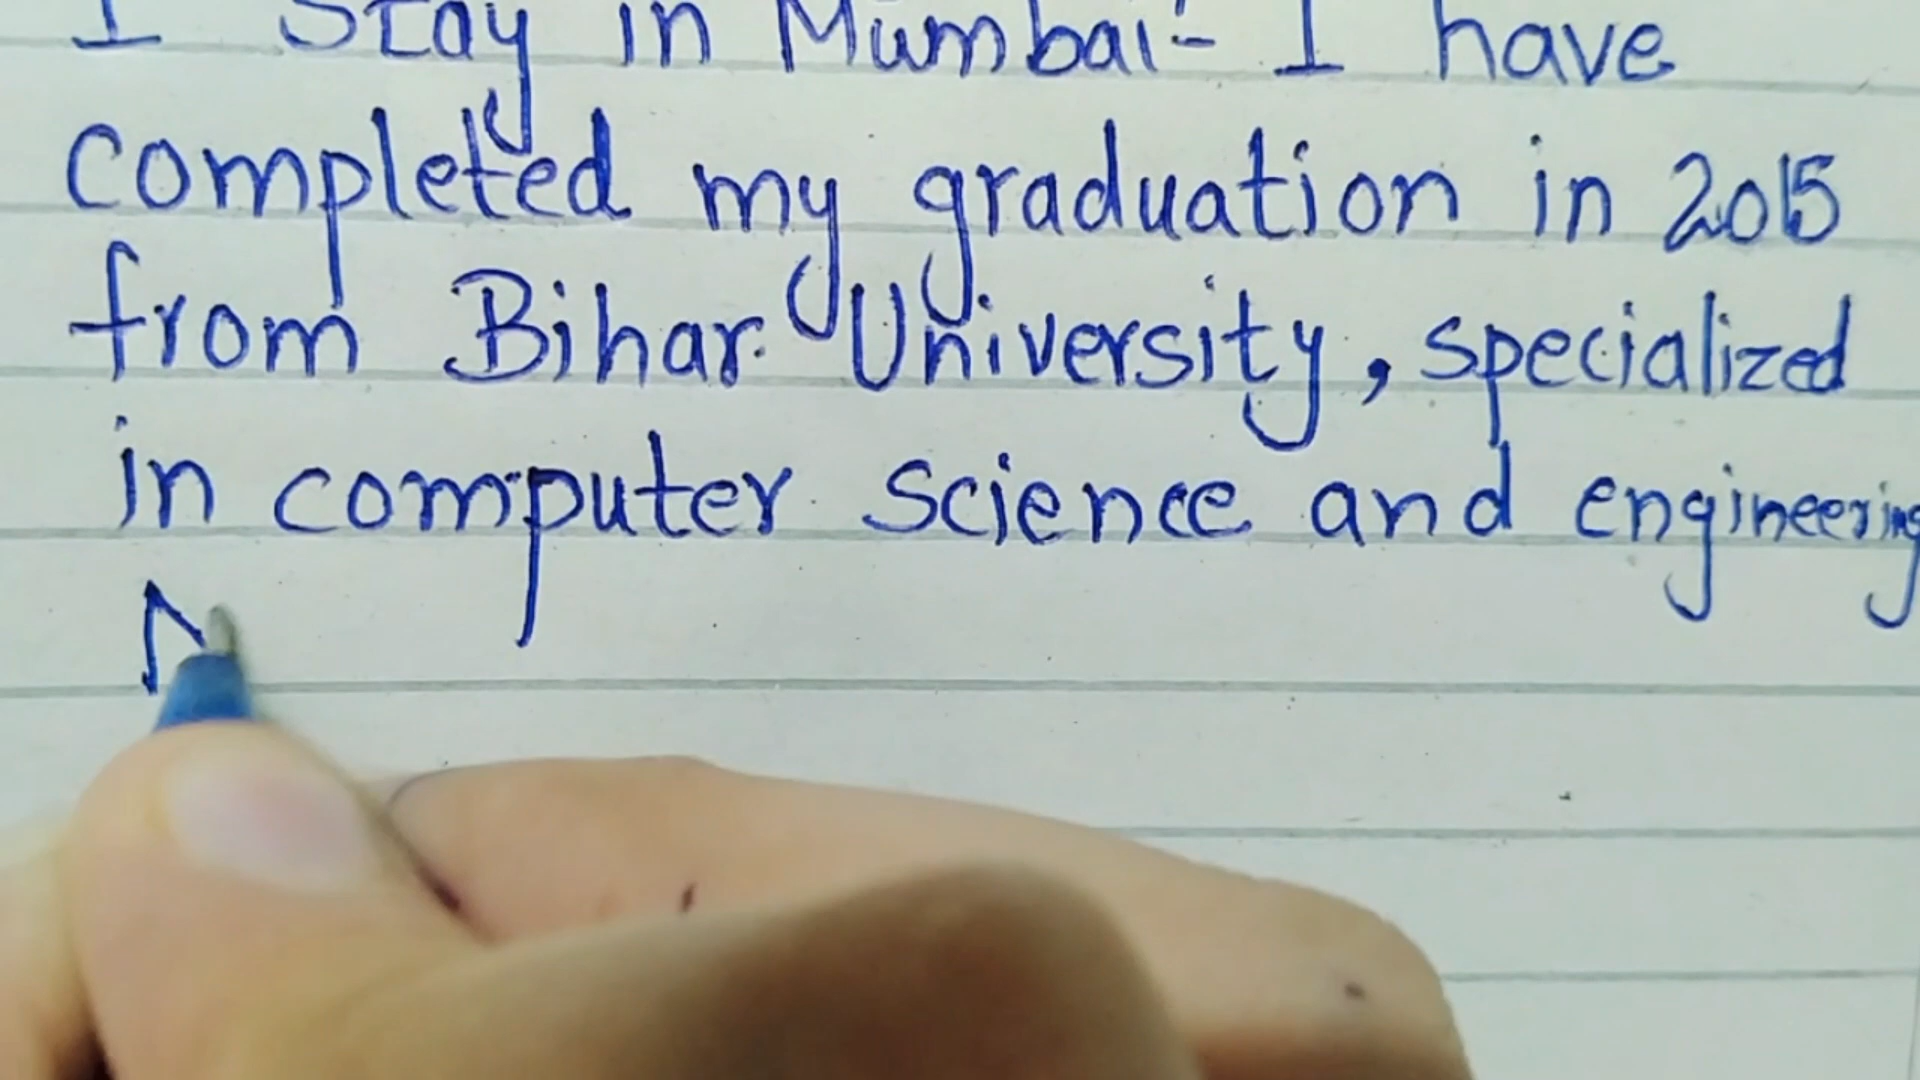 I stay in Mumbai- I have
completed my graduation in 2015
from Bihar University, specialized
in computer science and engineering